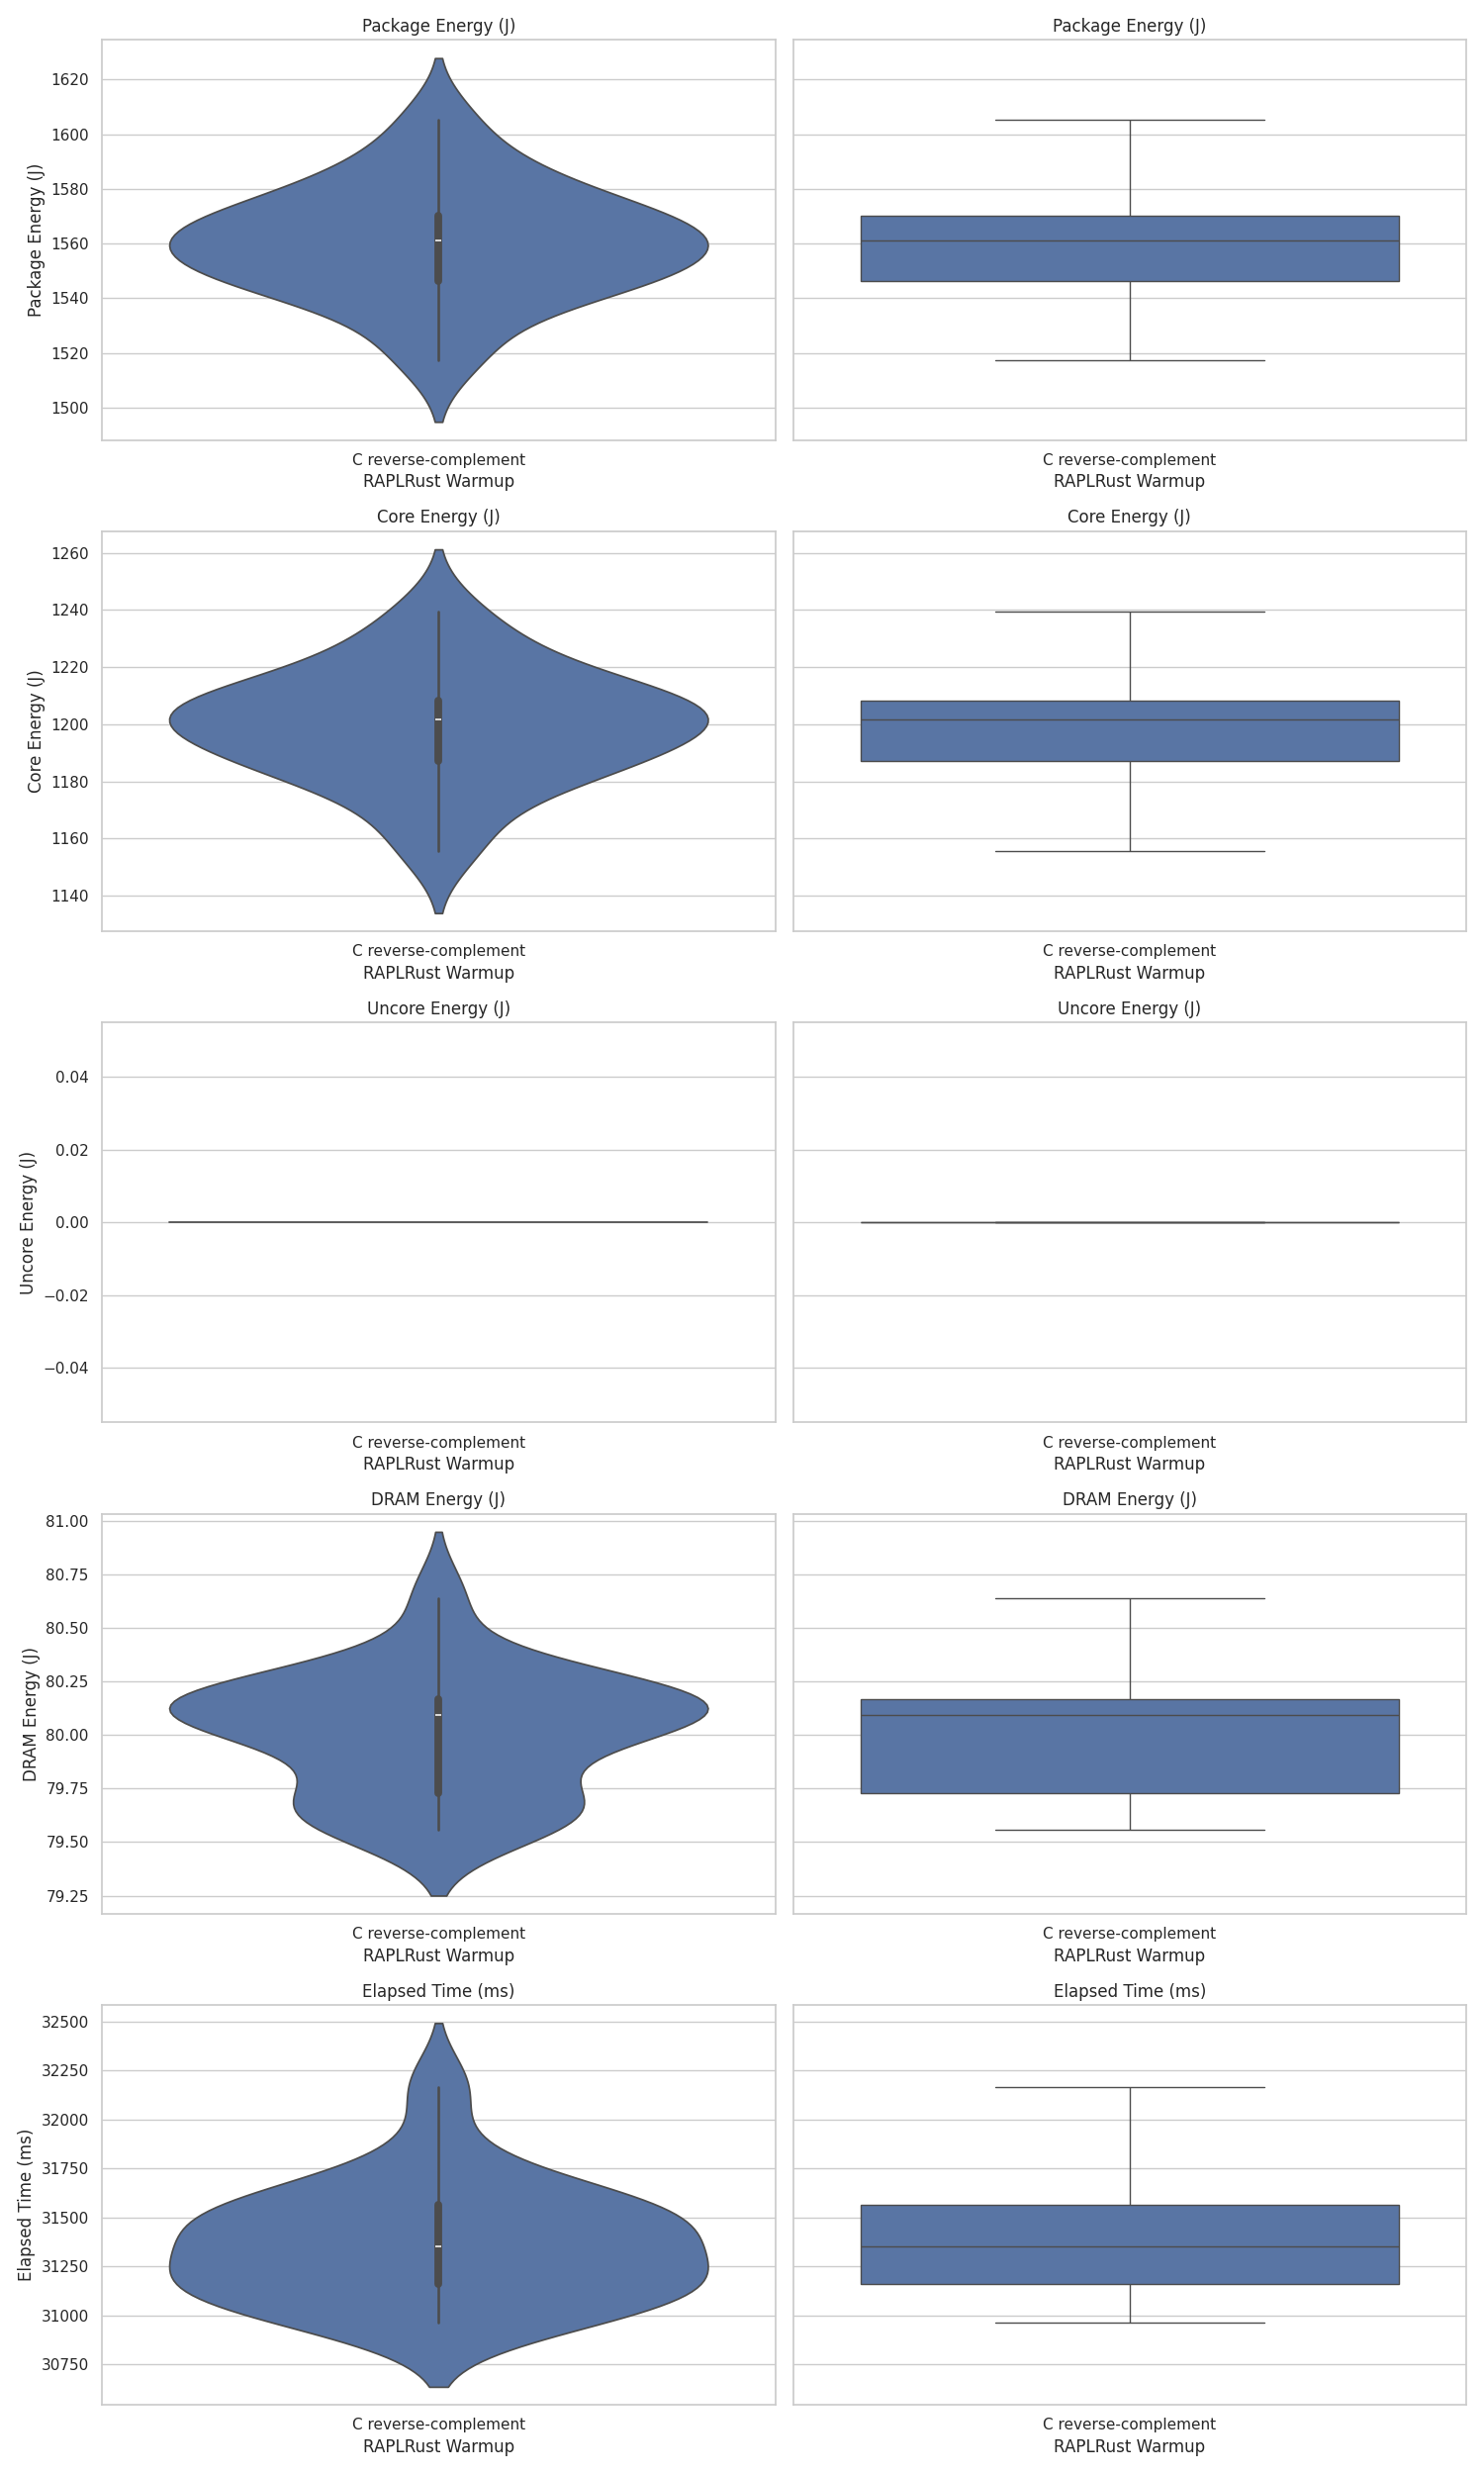 Package Energy (J)
Package Energy (J)
Package Energy (J)
1620
1600
1580
1560
1540
1520
1500
C reverse-complement
C reverse-complement
RAPLRust Warmup
RAPLRust Warmup
Core Energy (J)
Core Energy (J)
Core Energy (J)
1260
1240
1220
1200
1180
1160
1140
C reverse-complement
C reverse-complement
RAPLRust Warmup
RAPLRust Warmup
Uncore Energy (J)
Uncore Energy (J)
Uncore Energy (J)
0.04
0.02
0.00
−0.02
−0.04
C reverse-complement
C reverse-complement
RAPLRust Warmup
RAPLRust Warmup
DRAM Energy (J)
DRAM Energy (J)
DRAM Energy (J)
81.00
80.75
80.50
80.25
80.00
79.75
79.50
79.25
C reverse-complement
C reverse-complement
RAPLRust Warmup
RAPLRust Warmup
Elapsed Time (ms)
Elapsed Time (ms)
Elapsed Time (ms)
32500
32250
32000
31750
31500
31250
31000
30750
C reverse-complement
C reverse-complement
RAPLRust Warmup
RAPLRust Warmup